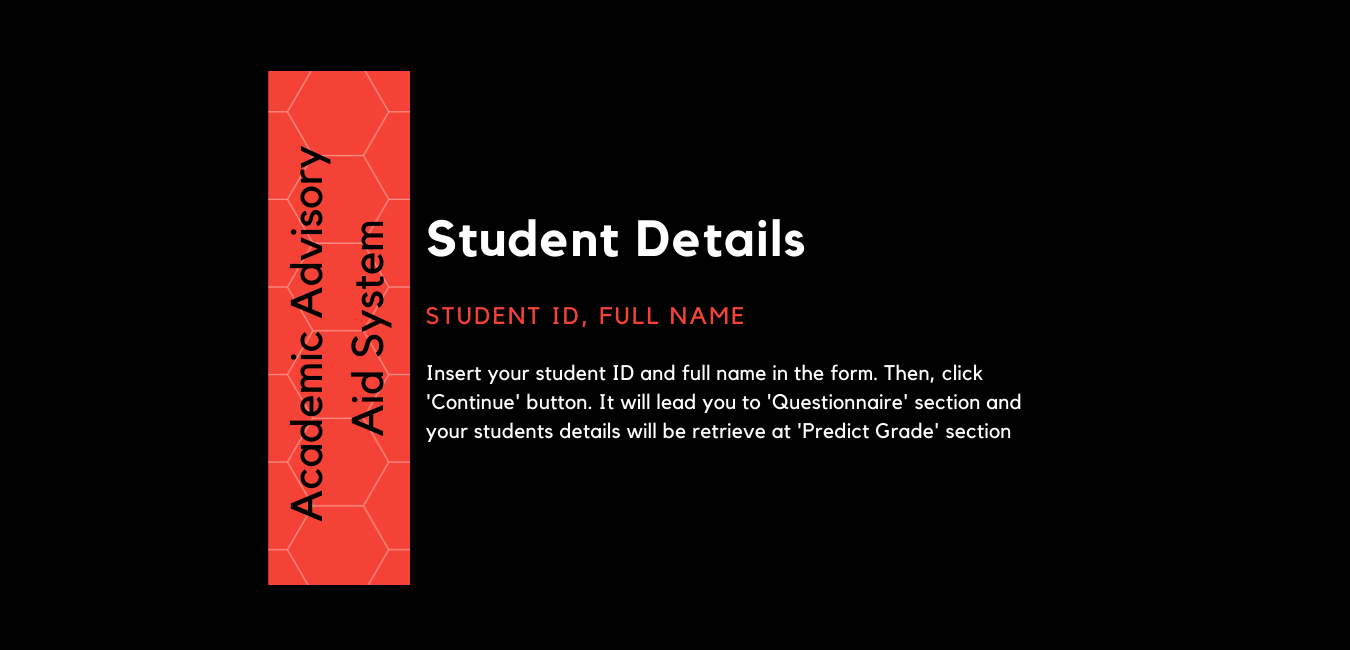 Academic Advisory
Aid System
Student Details
STUDENT ID, FULL NAME
Insert your student ID and full name in the form. Then, click
'Continue' button. It will lead you to 'Questionnaire' section and
your students details will be retrieve at 'Predict Grade' section